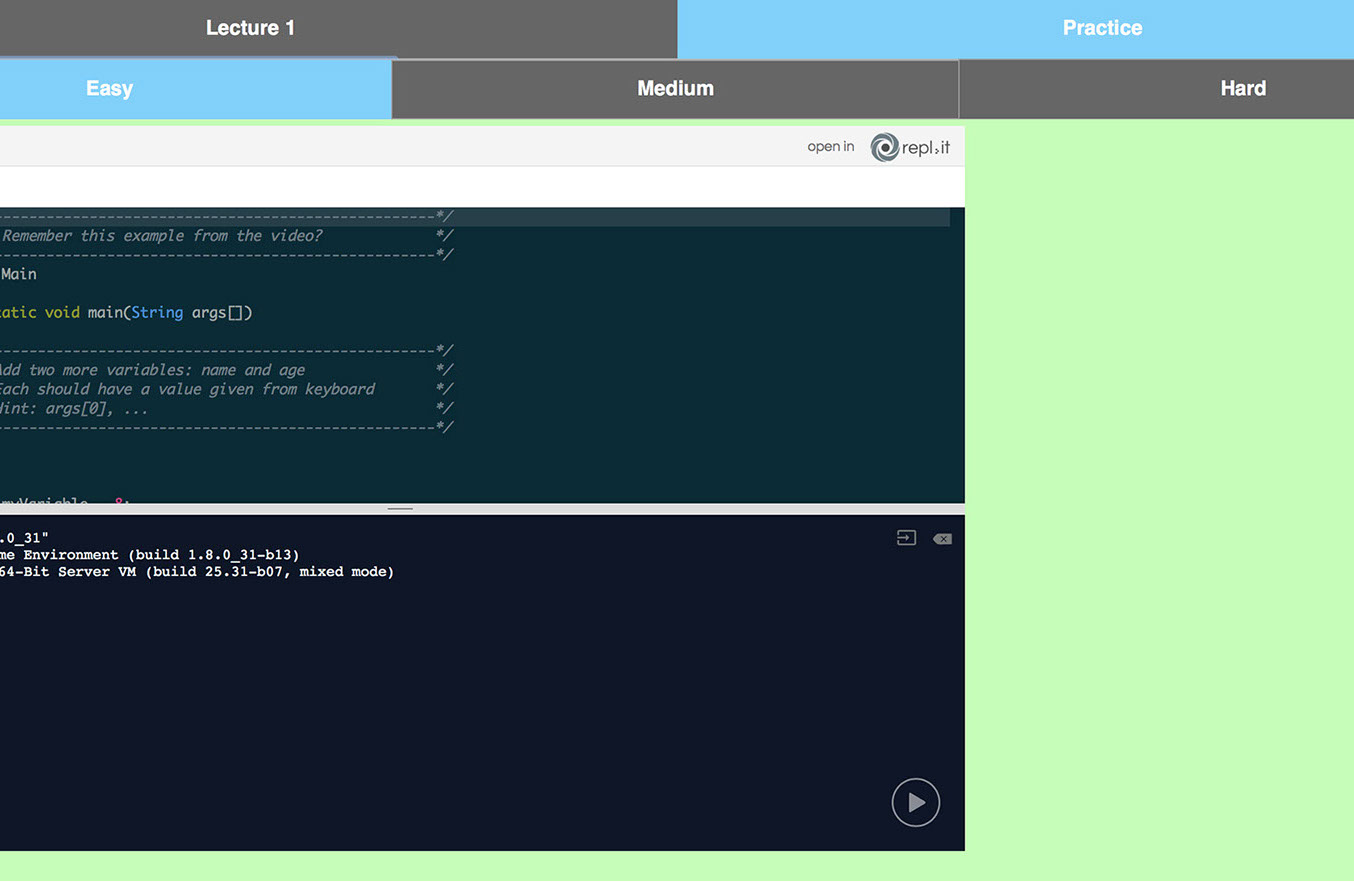 Lecture 1 Practice
Easy Medium Hard
open in repl.it
------------------------------------------------*/
Remember this example from the video? */
------------------------------------------------*/
Main
void main(String args[])
------------------------------------------------*/
Add two more variables: name and age */
Each should have a value given from keyboard */
Hint: args[0], ... */
------------------------------------------------*/
.0_31"
me Environment (build 1.8.0_31-b13)
64-Bit Server VM (build 25.31-b07, mixed mode)